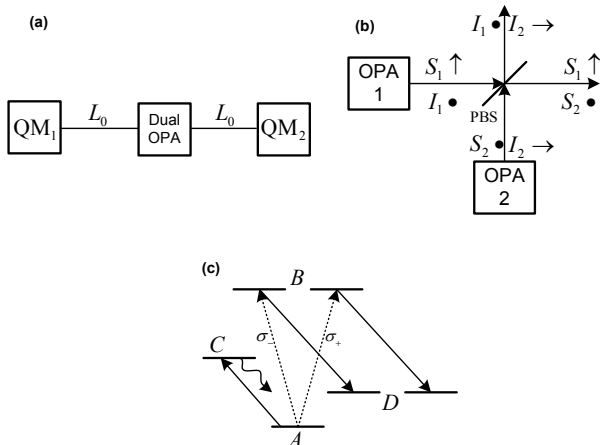 (a)
QM₁ L₀ Dual OPA L₀ QM₂
(b)
I₁ • I₂ →
OPA 1
S₁ ↑
S₁ ↑
I₁ •
PBS
S₂ •
S₂ • I₂ →
OPA 2
(c)
B
σ₋ σ₊
C
D
A